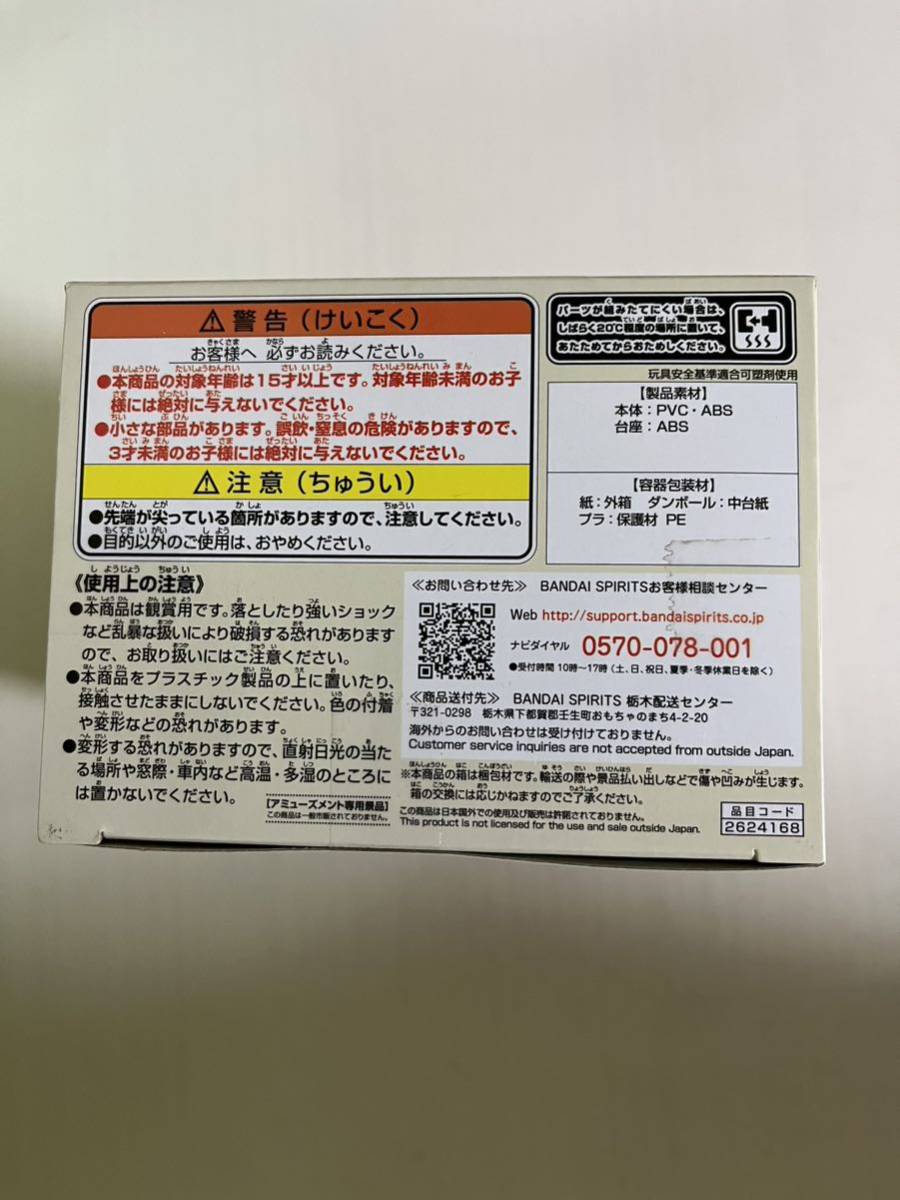 ⚠警告(けいこく)
お客様へ 必ずお読みください。
●本商品の対象年齢は15才以上です。対象年齢未満のお子
様には絶対に与えないでください。
●小さな部品があります。誤飲・窒息の危険がありますので、
3才未満のお子様には絶対に与えないでください。
⚠注意(ちゅうい)
●先端が尖っている箇所がありますので、注意してください。
●目的以外のご使用は、おやめください。
《使用上の注意》
●本商品は観賞用です。落としたり強いショック
など乱暴な扱いにより破損する恐れがあります
ので、お取り扱いにはご注意ください。
●本商品をプラスチック製品の上に置いたり、
接触させたままにしないでください。色の付着
や変形などの恐れがあります。
●変形する恐れがありますので、直射日光の当た
る場所や窓際・車内など高温・多湿のところに
は置かないでください。
【アミューズメント専用景品】
この商品は一般市販されておりません。
パーツが組みたてにくい場合は、
しばらく20℃程度の場所に置いて、
あたためてからおためしください。
玩具安全基準適合可塑剤使用
【製品素材】
本体:PVC・ABS
台座:ABS
【容器包装材】
紙:外箱 ダンボール:中台紙
プラ:保護材 PE
≪お問い合わせ先≫ BANDAI SPIRITSお客様相談センター
Web http://support.bandaispirits.co.jp
ナビダイヤル 0570-078-001
●受付時間 10時〜17時(土、日、祝日、夏季・冬季休業日を除く)
≪商品送付先≫ BANDAI SPIRITS 栃木配送センター
〒321-0298 栃木県下都賀郡壬生町おもちゃのまち4-2-20
海外からのお問い合わせは受け付けておりません。
Customer service inquiries are not accepted from outside Japan.
※本商品の箱は梱包材です。輸送の際や景品払い出しなどで傷や凹みが生じます。
箱の交換には応じかねますのでご了承ください。
この商品は日本国外での使用及び販売は許諾されておりません。
This product is not licensed for the use and sale outside Japan.
品目コード
2624168